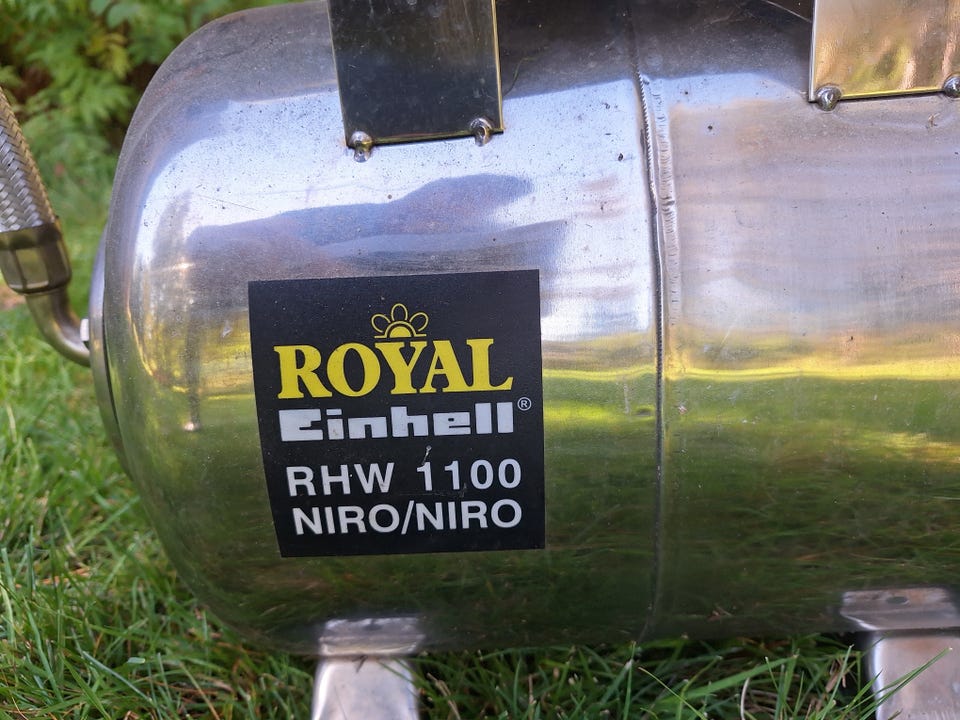 ROYAL
Einhell®
RHW 1100
NIRO/NIRO